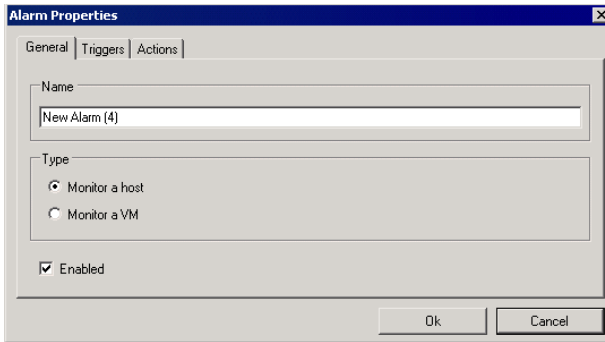 Alarm Properties
General Triggers Actions
Name
New Alarm (4)
Type
Monitor a host
Monitor a VM
Enabled
Ok Cancel